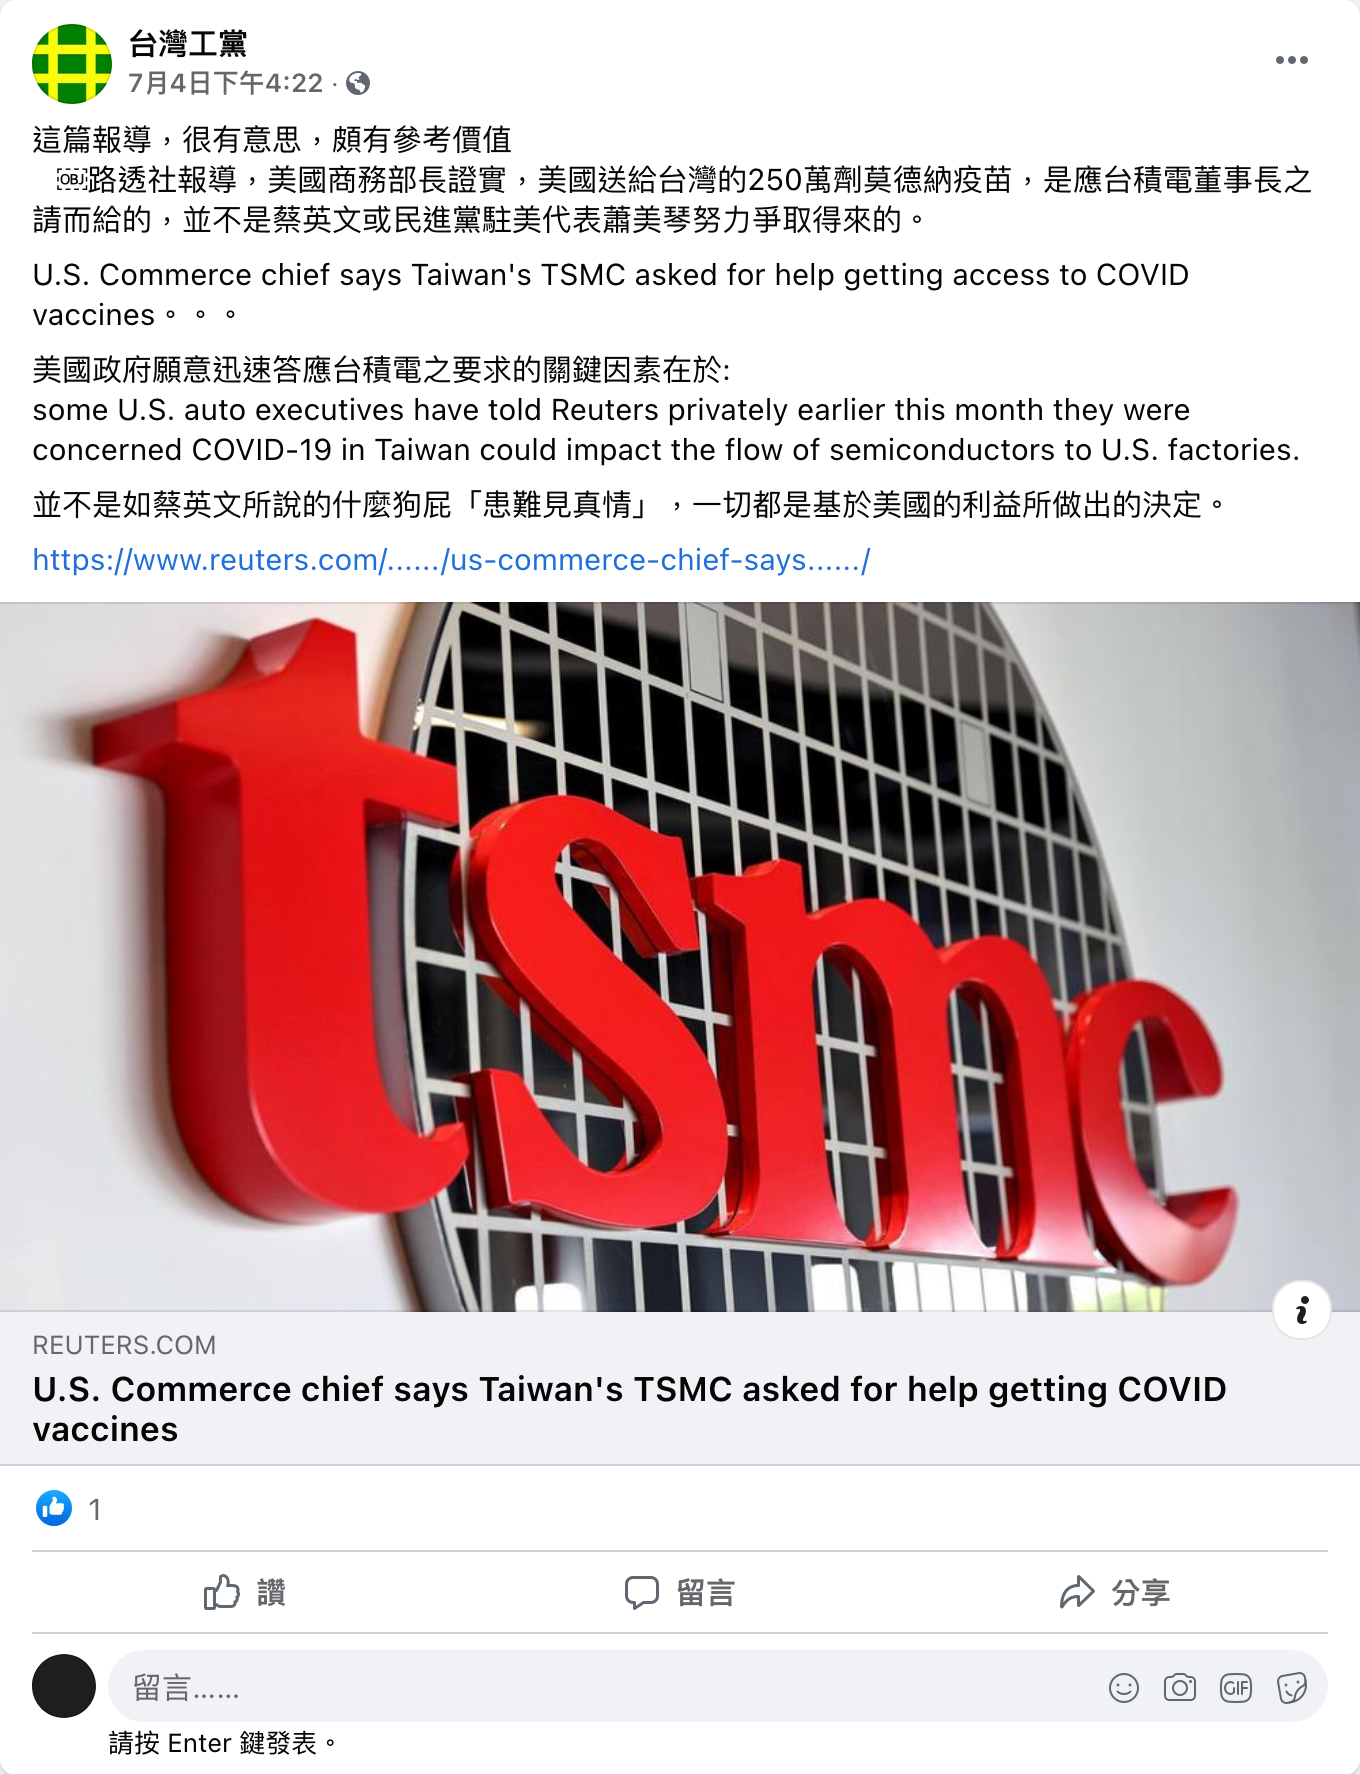 台灣工黨
7月4日下午4:22 ·
這篇報導，很有意思，頗有參考價值
￼路透社報導，美國商務部長證實，美國送給台灣的250萬劑莫德納疫苗，是應台積電董事長之
請而給的，並不是蔡英文或民進黨駐美代表蕭美琴努力爭取得來的。
U.S. Commerce chief says Taiwan's TSMC asked for help getting access to COVID
vaccines。。。
美國政府願意迅速答應台積電之要求的關鍵因素在於:
some U.S. auto executives have told Reuters privately earlier this month they were
concerned COVID-19 in Taiwan could impact the flow of semiconductors to U.S. factories.
並不是如蔡英文所說的什麼狗屁「患難見真情」，一切都是基於美國的利益所做出的決定。
https://www.reuters.com/....../us-commerce-chief-says....../
tsmc
REUTERS.COM
U.S. Commerce chief says Taiwan's TSMC asked for help getting COVID
vaccines
1
讚
留言
分享
留言......
GIF
請按 Enter 鍵發表。